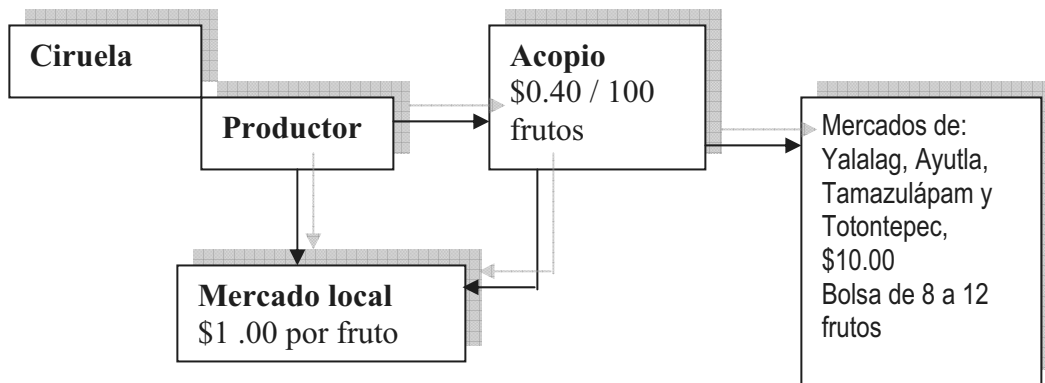 Ciruela
Productor
Acopio
$0.40 / 100
frutos
Mercado local
$1 .00 por fruto
Mercados de:
Yalalag, Ayutla,
Tamazulápam y
Totontepec,
$10.00
Bolsa de 8 a 12
frutos